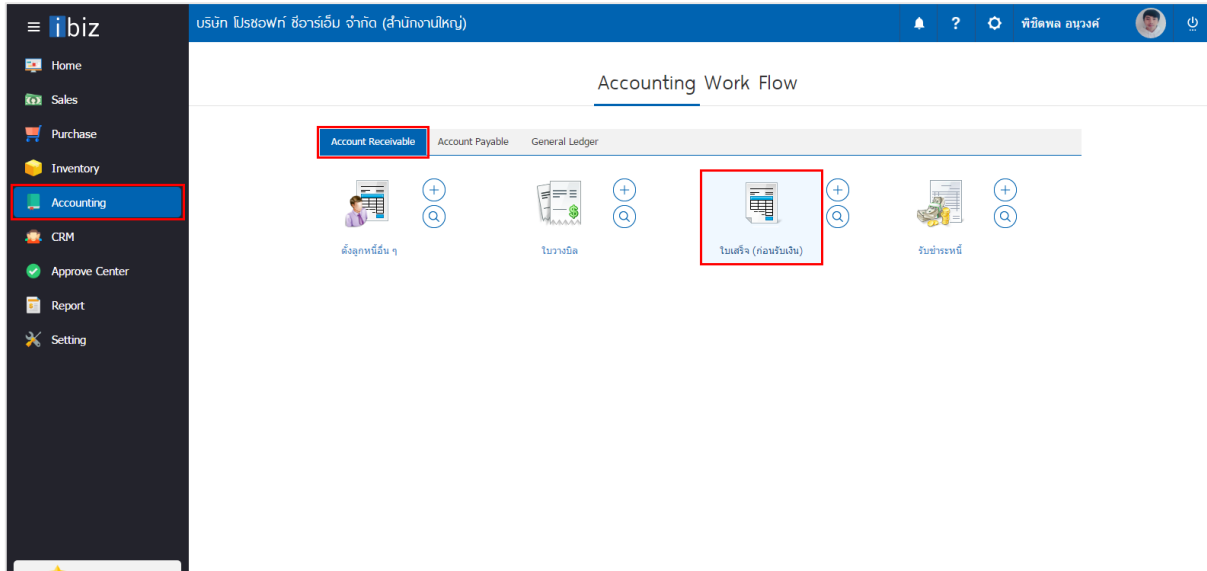 ibiz
บริษัท โปรซอฟท์ ซีอาร์เอ็ม จำกัด (สำนักงานใหญ่)
? พิชิตพล อนุวงค์
Home
Sales
Purchase
Inventory
Accounting
CRM
Approve Center
Report
Setting
Accounting Work Flow
Account Receivable Account Payable General Ledger
ตั้งลูกหนี้อื่น ๆ ใบวางบิล ใบเสร็จ (ก่อนรับเงิน) รับชำระหนี้